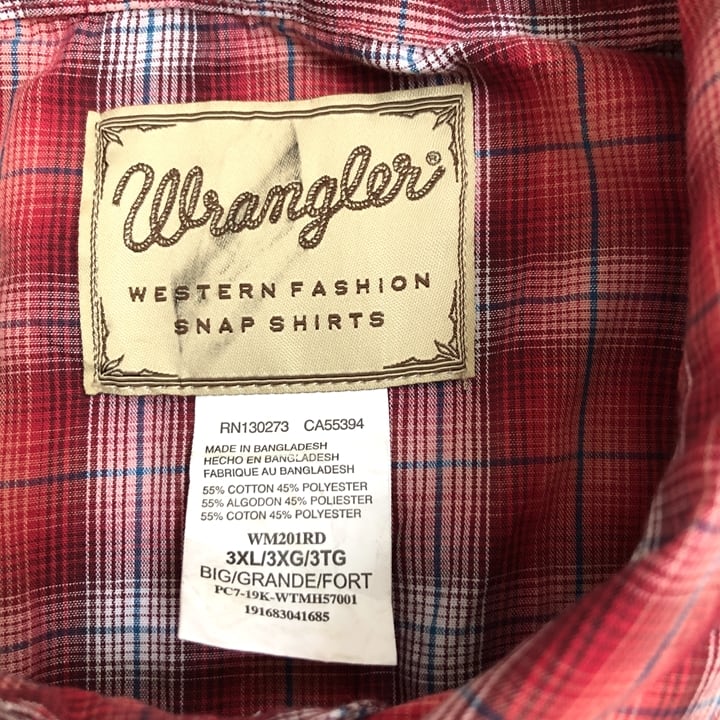 Wrangler®
WESTERN FASHION
SNAP SHIRTS
RN130273 CA55394
MADE IN BANGLADESH
HECHO EN BANGLADESH
FABRIQUE AU BANGLADESH
55% COTTON 45% POLYESTER
55% ALGODON 45% POLIESTER
55% COTON 45% POLYESTER
WM201RD
3XL/3XG/3TG
BIG/GRANDE/FORT
PC7-19K-WTMH57001
191683041685